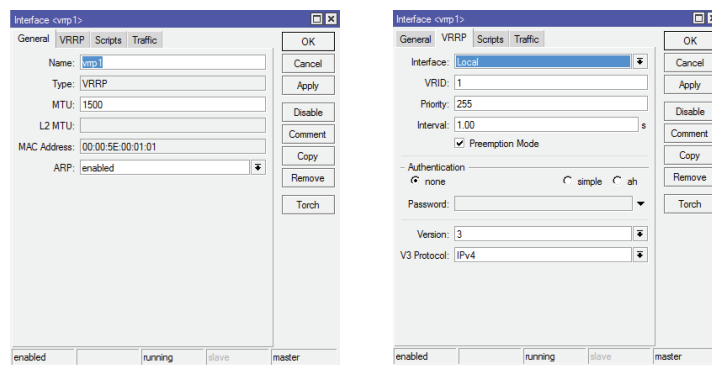 Interface <vrrp1>
General VRRP Scripts Traffic
Name: vrrp1
Type: VRRP
MTU: 1500
L2 MTU:
MAC Address: 00:00:5E:00:01:01
ARP: enabled
OK
Cancel
Apply
Disable
Comment
Copy
Remove
Torch
enabled running slave master
Interface <vrrp1>
General VRRP Scripts Traffic
Interface: Local
VRID: 1
Priority: 255
Interval: 1.00 s
Preemption Mode
Authentication
none simple ah
Password:
Version: 3
V3 Protocol: IPv4
OK
Cancel
Apply
Disable
Comment
Copy
Remove
Torch
enabled running slave master